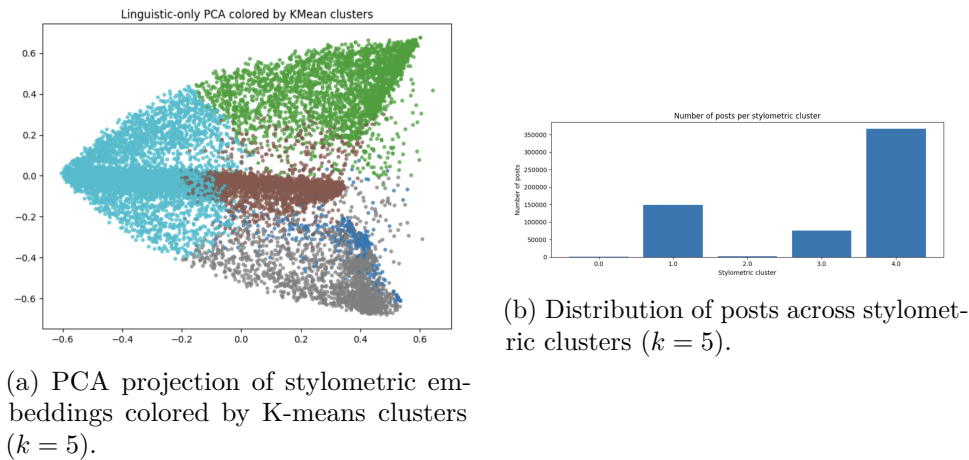 Linguistic-only PCA colored by KMean clusters
0.6
0.4
0.2
0.0
−0.2
−0.4
−0.6
−0.6 −0.4 −0.2 0.0 0.2 0.4 0.6
(a) PCA projection of stylometric em-
beddings colored by K-means clusters
(k = 5).
Number of posts per stylometric cluster
Number of posts
350000
300000
250000
200000
150000
100000
50000
0
0.0 1.0 2.0 3.0 4.0
Stylometric cluster
(b) Distribution of posts across stylomet-
ric clusters (k = 5).